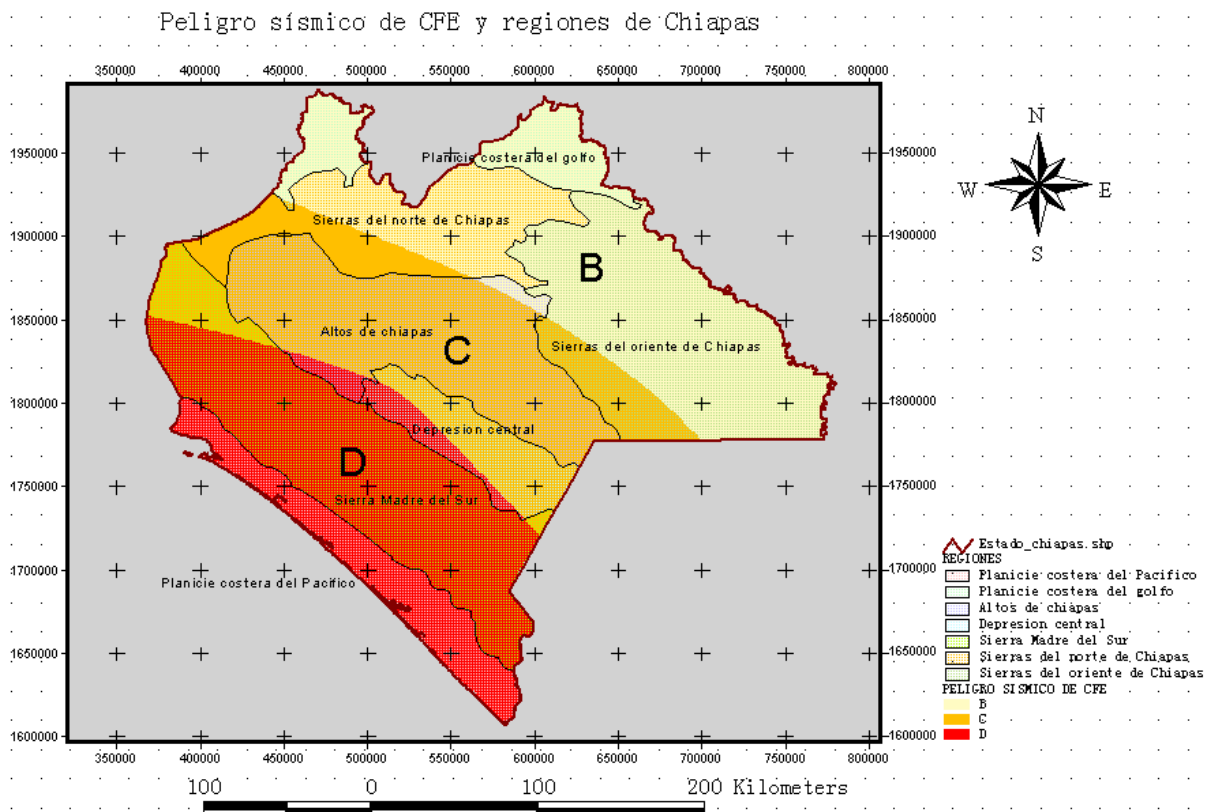 Peligro sísmico de CFE y regiones de Chiapas
350000 400000 450000 500000 550000 600000 650000 700000 750000 800000
1950000 1950000
Planicie costera del golfo
Sierras del norte de Chiapas
1900000 1900000
B
1850000 1850000
Altos de chiapas
C
Sierras del oriente de Chiapas
1800000 1800000
Depresion central
D
1750000 1750000
Sierra Madre del Sur
1700000 1700000
Planicie costera del Pacifico
1650000 1650000
1600000 1600000
350000 400000 450000 500000 550000 600000 650000 700000 750000 800000
100 0 100 200 Kilometers
N
W E
S
Estado_chiapas.shp
REGIONES
Planicie costera del Pacifico
Planicie costera del golfo
Altos de chiapas
Depresion central
Sierra Madre del Sur
Sierras del norte de Chiapas
Sierras del oriente de Chiapas
PELIGRO SISMICO DE CFE
B
C
D